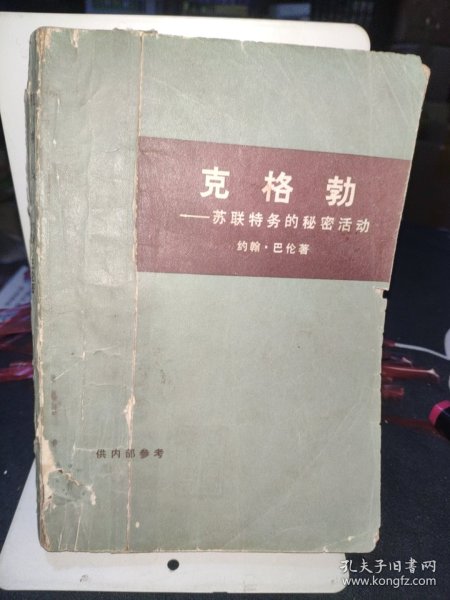 克格勃
——苏联特务的秘密活动
约翰·巴伦著
供内部参考
孔夫子旧书网
www.kongfz.com